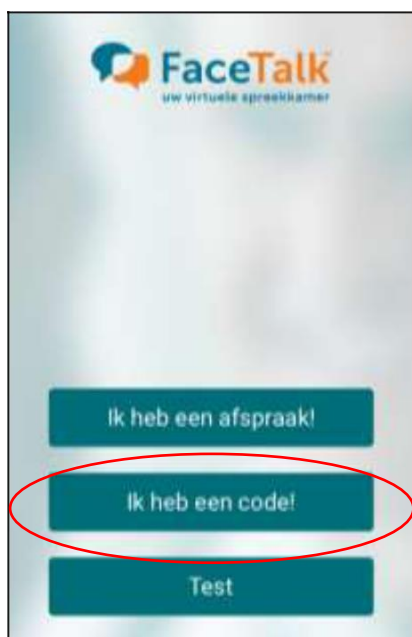 FaceTalk
uw virtuele spreekkamer
Ik heb een afspraak!
Ik heb een code!
Test